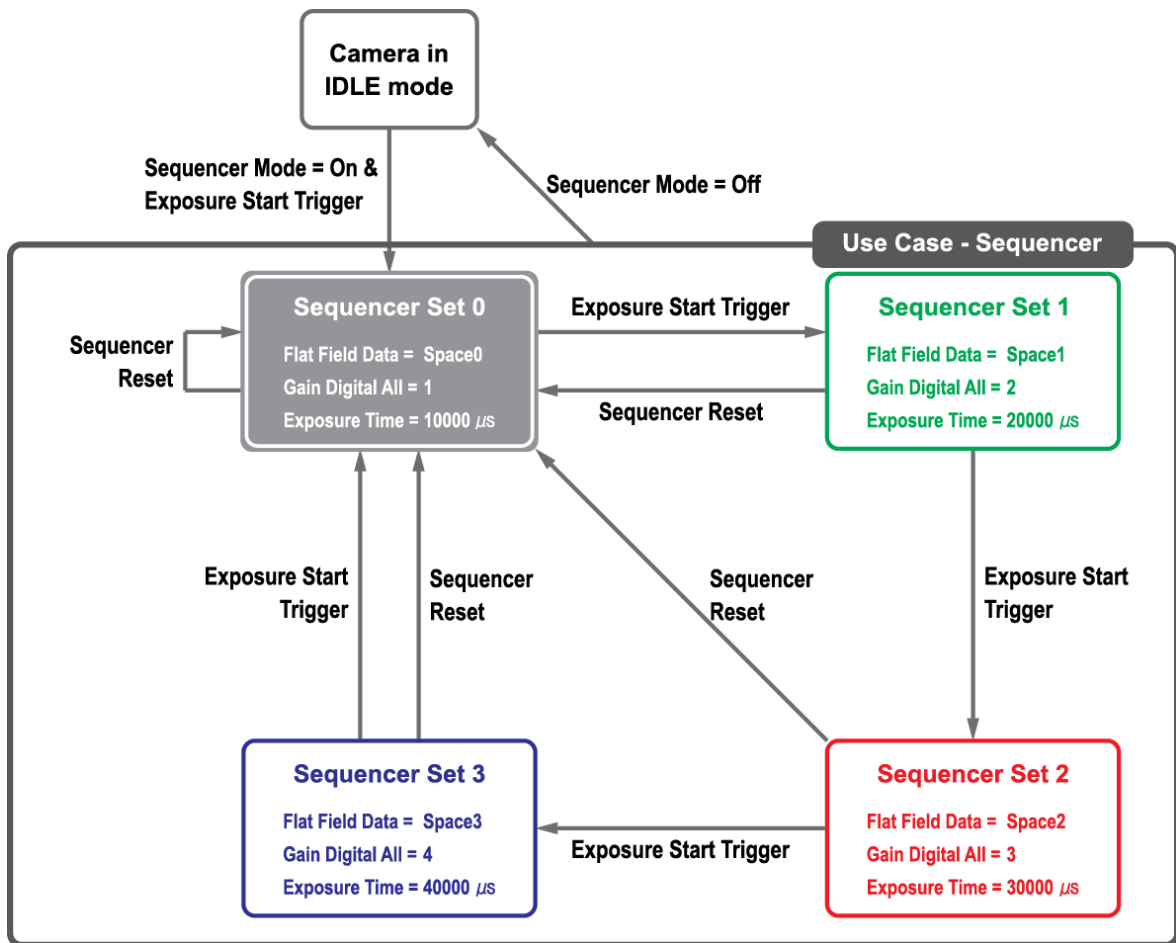 Camera in
IDLE mode
Sequencer Mode = On &
Exposure Start Trigger
Sequencer Mode = Off
Use Case - Sequencer
Sequencer Set 0
Flat Field Data = Space0
Gain Digital All = 1
Exposure Time = 10000 μs
Sequencer
Reset
Exposure Start Trigger
Sequencer Reset
Sequencer Set 1
Flat Field Data = Space1
Gain Digital All = 2
Exposure Time = 20000 μs
Exposure Start
Trigger
Sequencer
Reset
Sequencer
Reset
Exposure Start
Trigger
Sequencer Set 3
Flat Field Data = Space3
Gain Digital All = 4
Exposure Time = 40000 μs
Exposure Start Trigger
Sequencer Set 2
Flat Field Data = Space2
Gain Digital All = 3
Exposure Time = 30000 μs